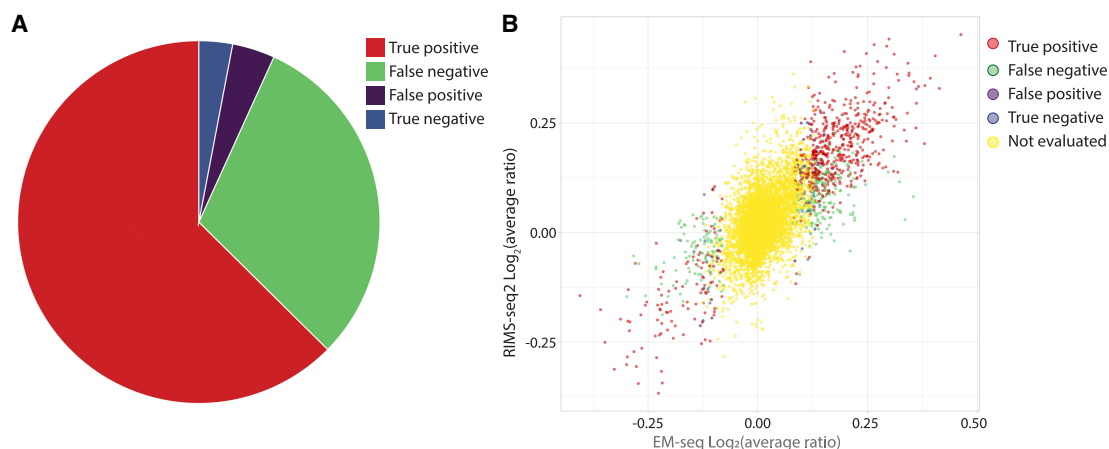 A
True positive
False negative
False positive
True negative
B
RIMS-seq2 Log₂(average ratio)
0.25
0.00
-0.25
-0.25
0.00
0.25
0.50
EM-seq Log₂(average ratio)
True positive
False negative
False positive
True negative
Not evaluated